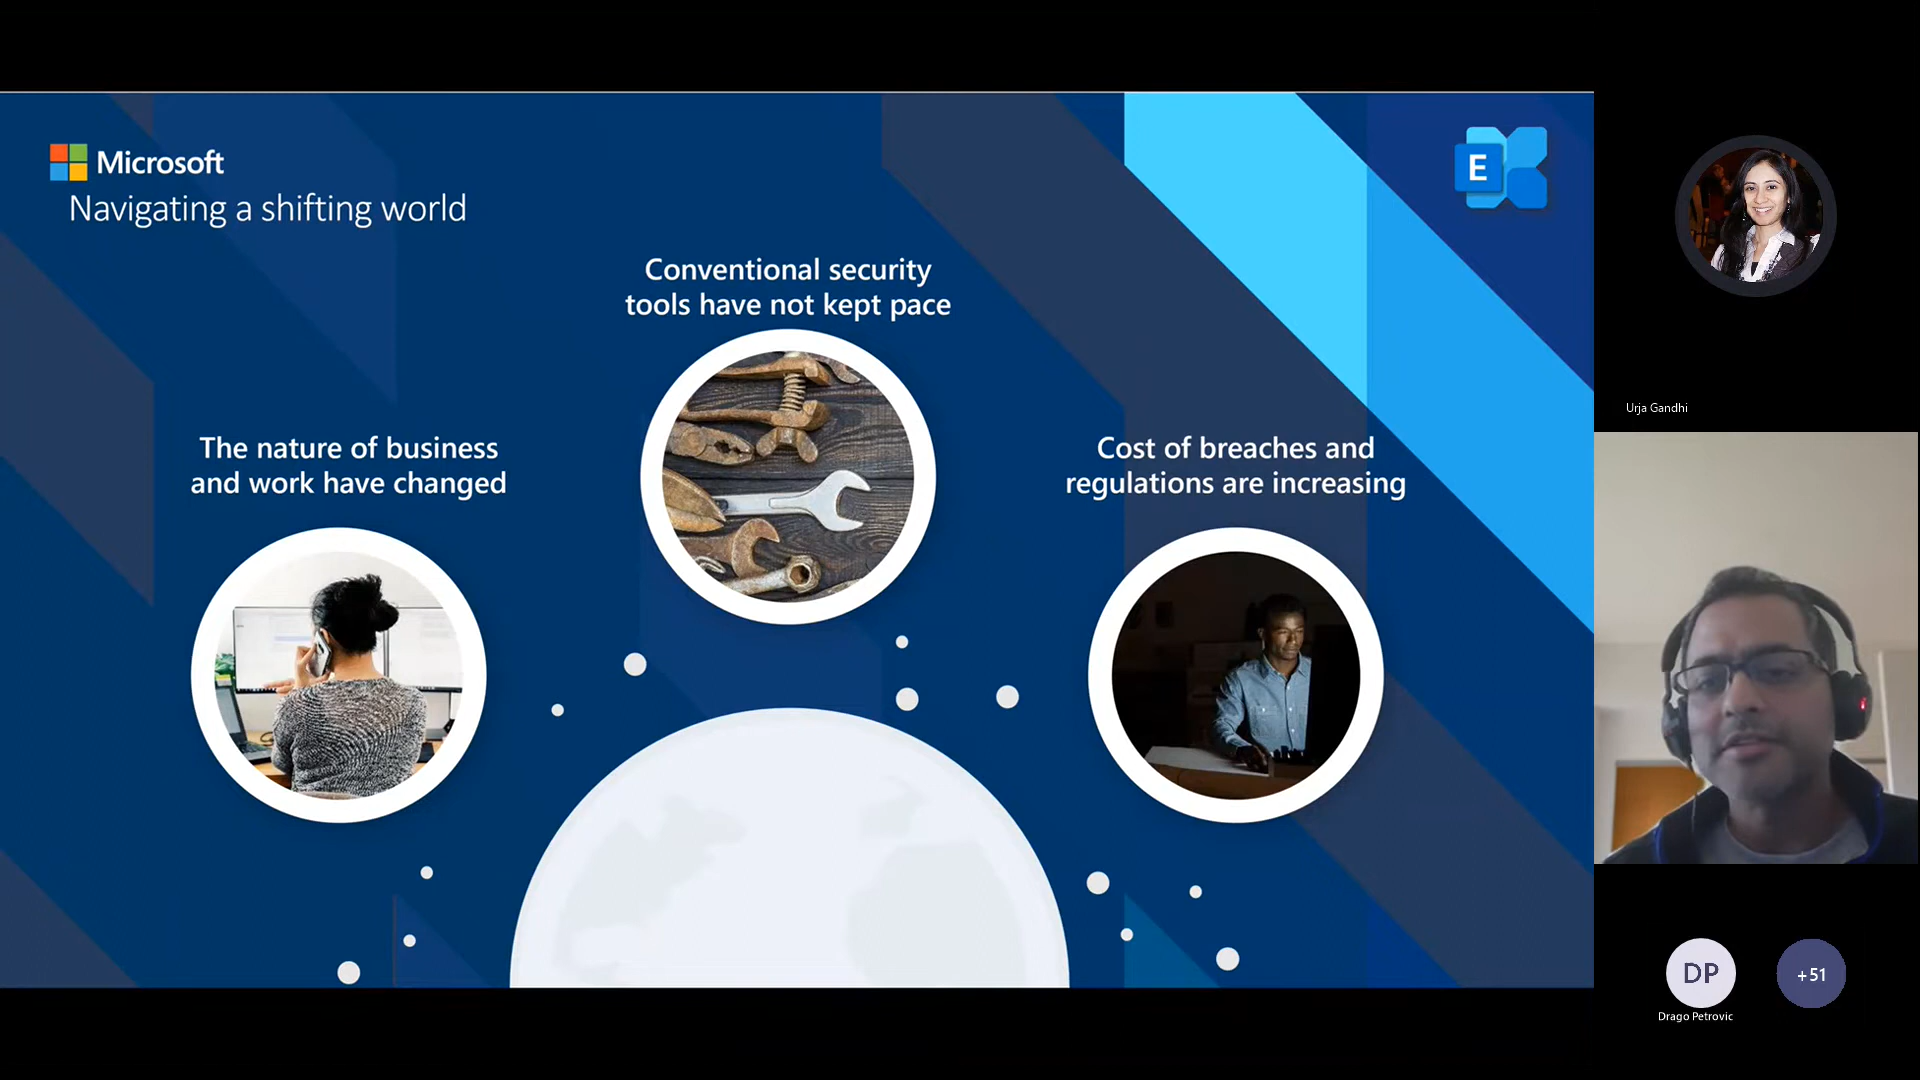 Microsoft
Navigating a shifting world
E
Conventional security
tools have not kept pace
The nature of business
and work have changed
Cost of breaches and
regulations are increasing
Urja Gandhi
DP
+51
Drago Petrovic